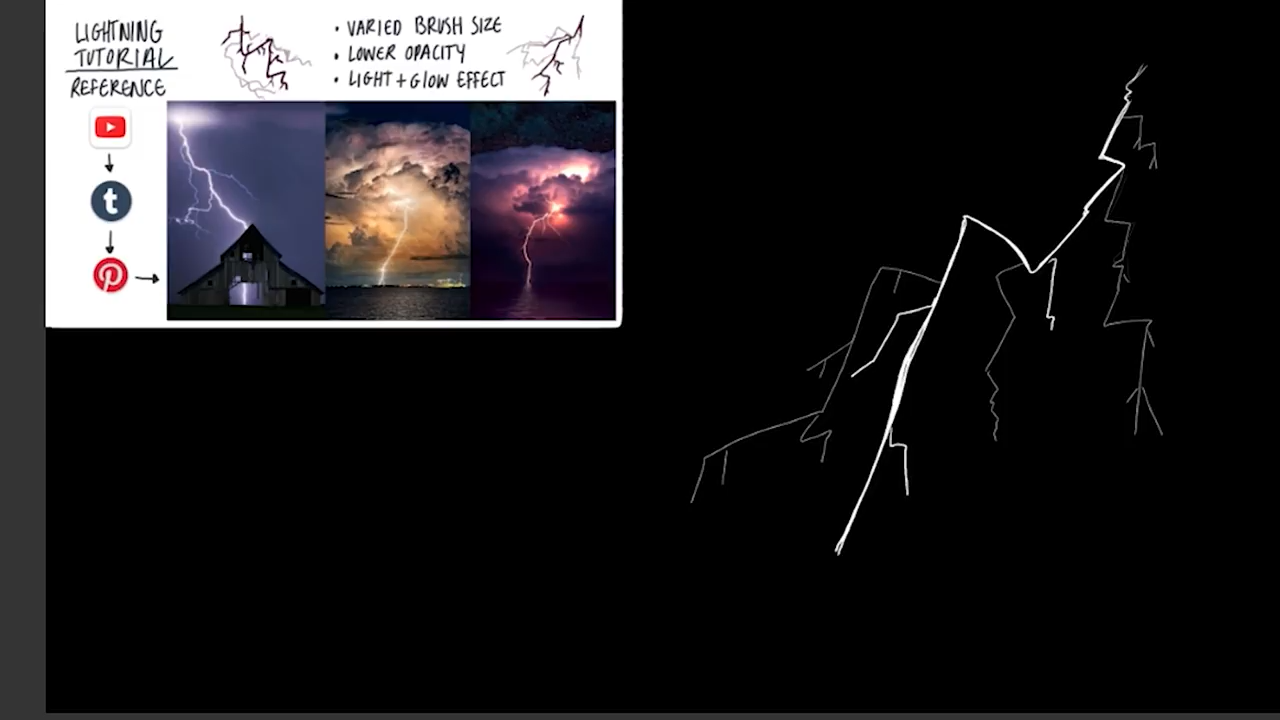 LIGHTNING
TUTORIAL
REFERENCE
• VARIED BRUSH SIZE
• LOWER OPACITY
• LIGHT + GLOW EFFECT
t